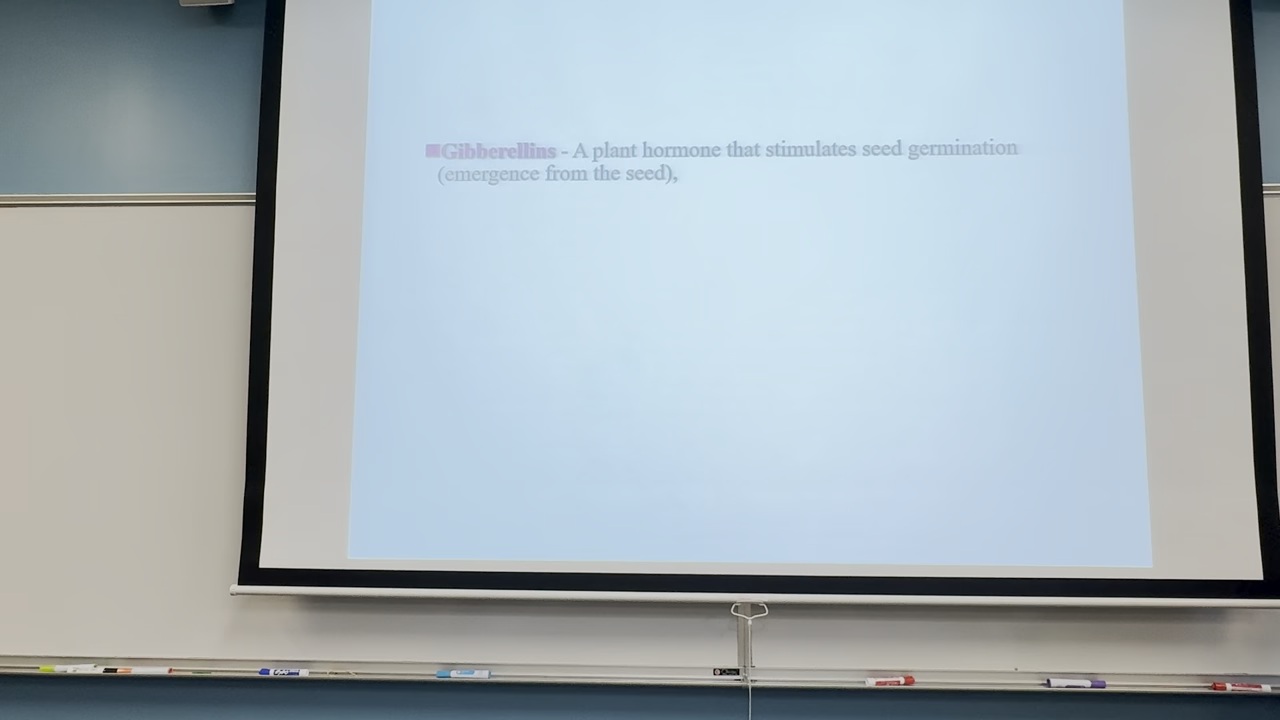 Gibberellins - A plant hormone that stimulates seed germination
(emergence from the seed),